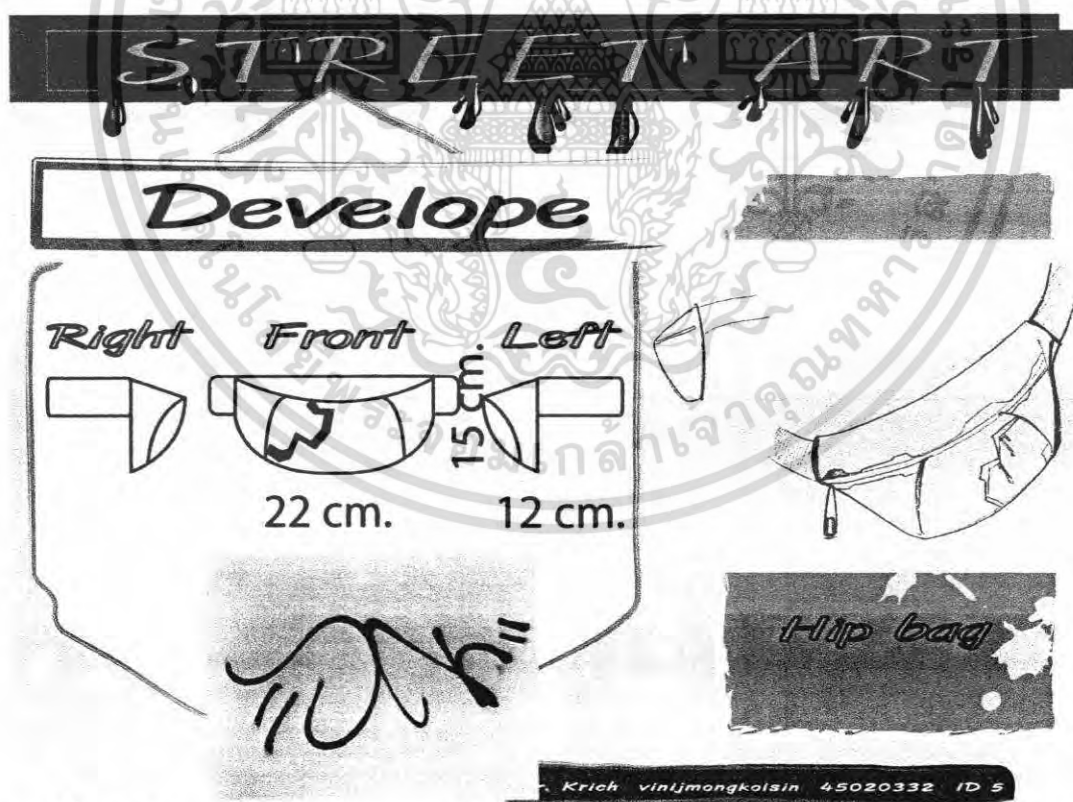 STREET ART
Develope
Right Front Left
15 cm.
22 cm. 12 cm.
Hip bag
r. Krich vinijmongkolsin 45020332 ID 5